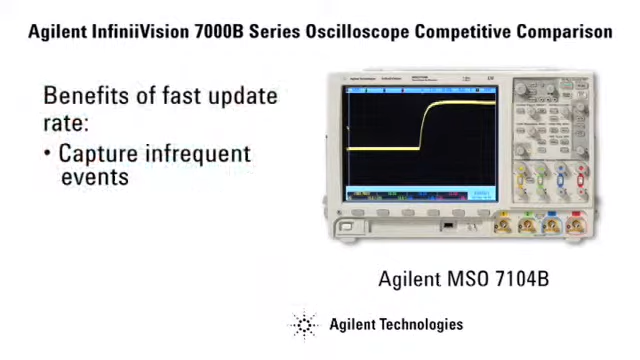 Agilent InfiniiVision 7000B Series Oscilloscope Competitive Comparison
Benefits of fast update
rate:
• Capture infrequent
events
Agilent MSO 7104B
Agilent Technologies